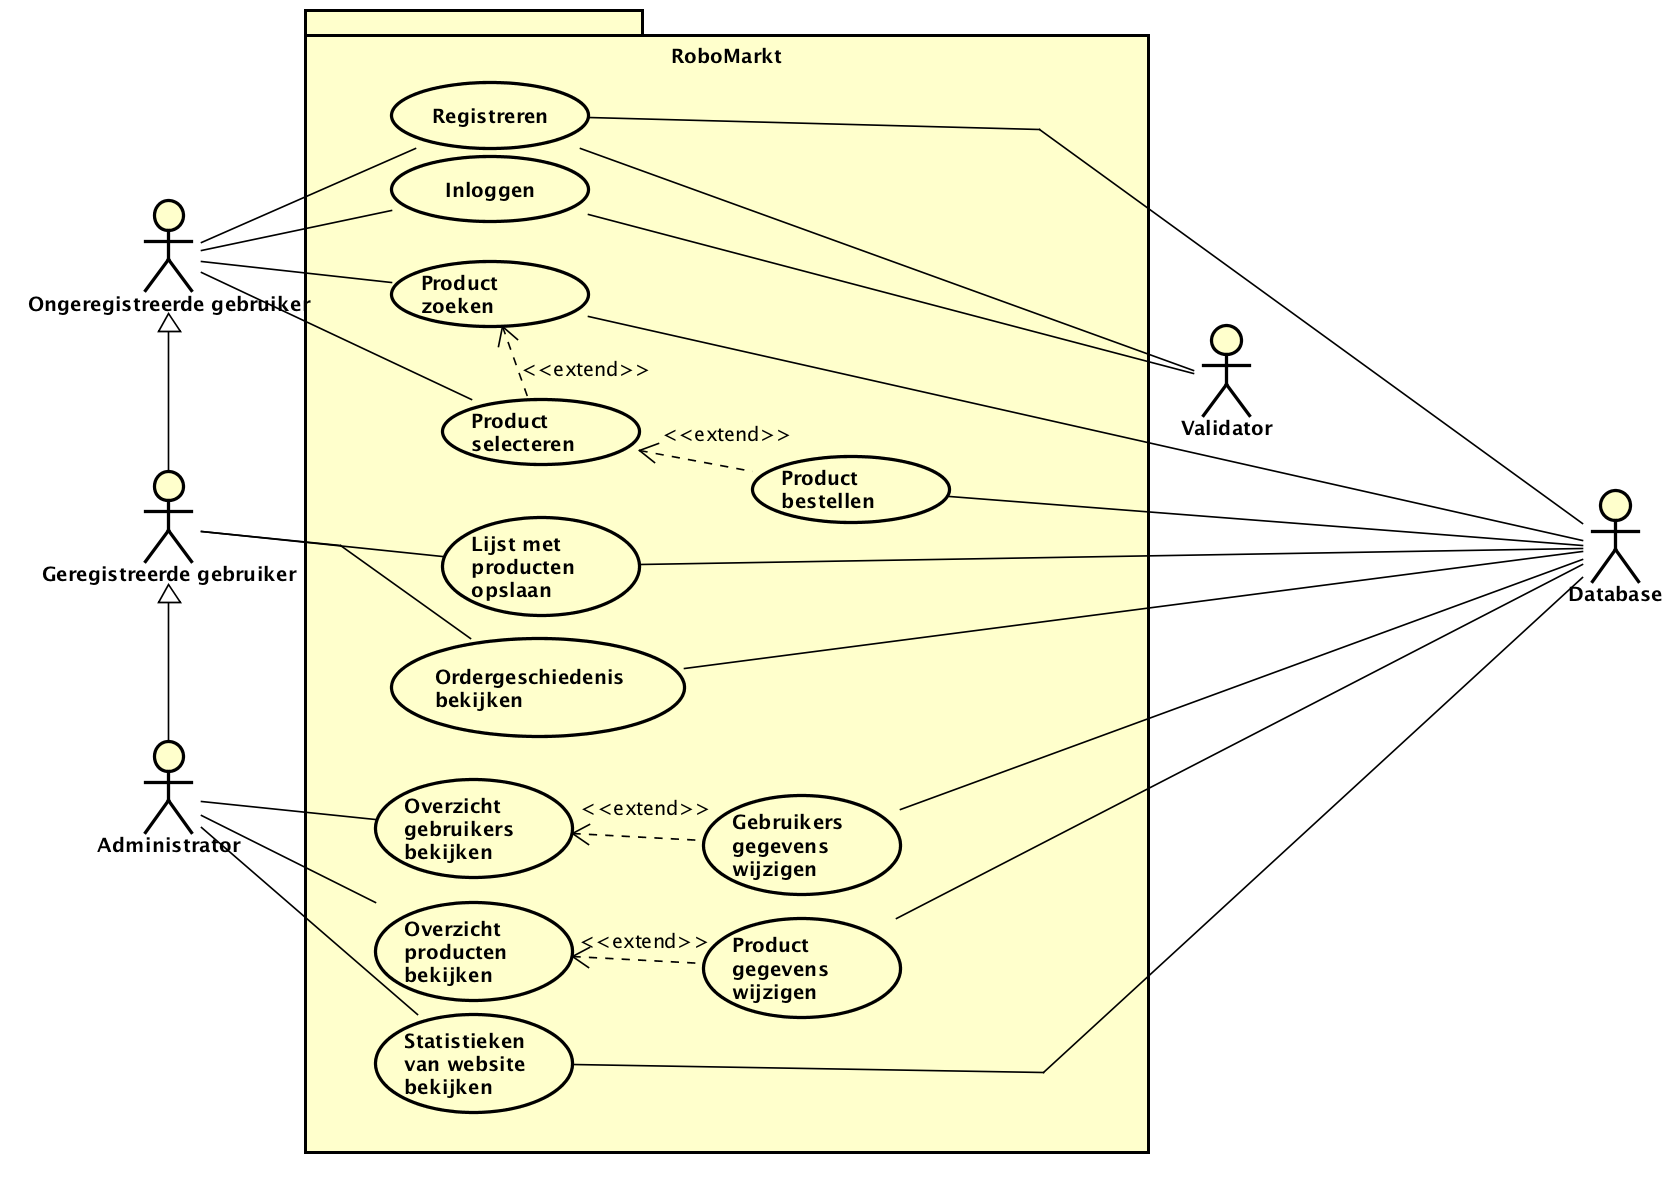 RoboMarkt
Registreren
Inloggen
Product
zoeken
<<extend>>
Product
selecteren
<<extend>>
Product
bestellen
Lijst met
producten
opslaan
Ordergeschiedenis
bekijken
Overzicht
gebruikers
bekijken
<<extend>>
Gebruikers
gegevens
wijzigen
Overzicht
producten
bekijken
<<extend>>
Product
gegevens
wijzigen
Statistieken
van website
bekijken
Ongeregistreerde gebruiker
Geregistreerde gebruiker
Administrator
Validator
Database